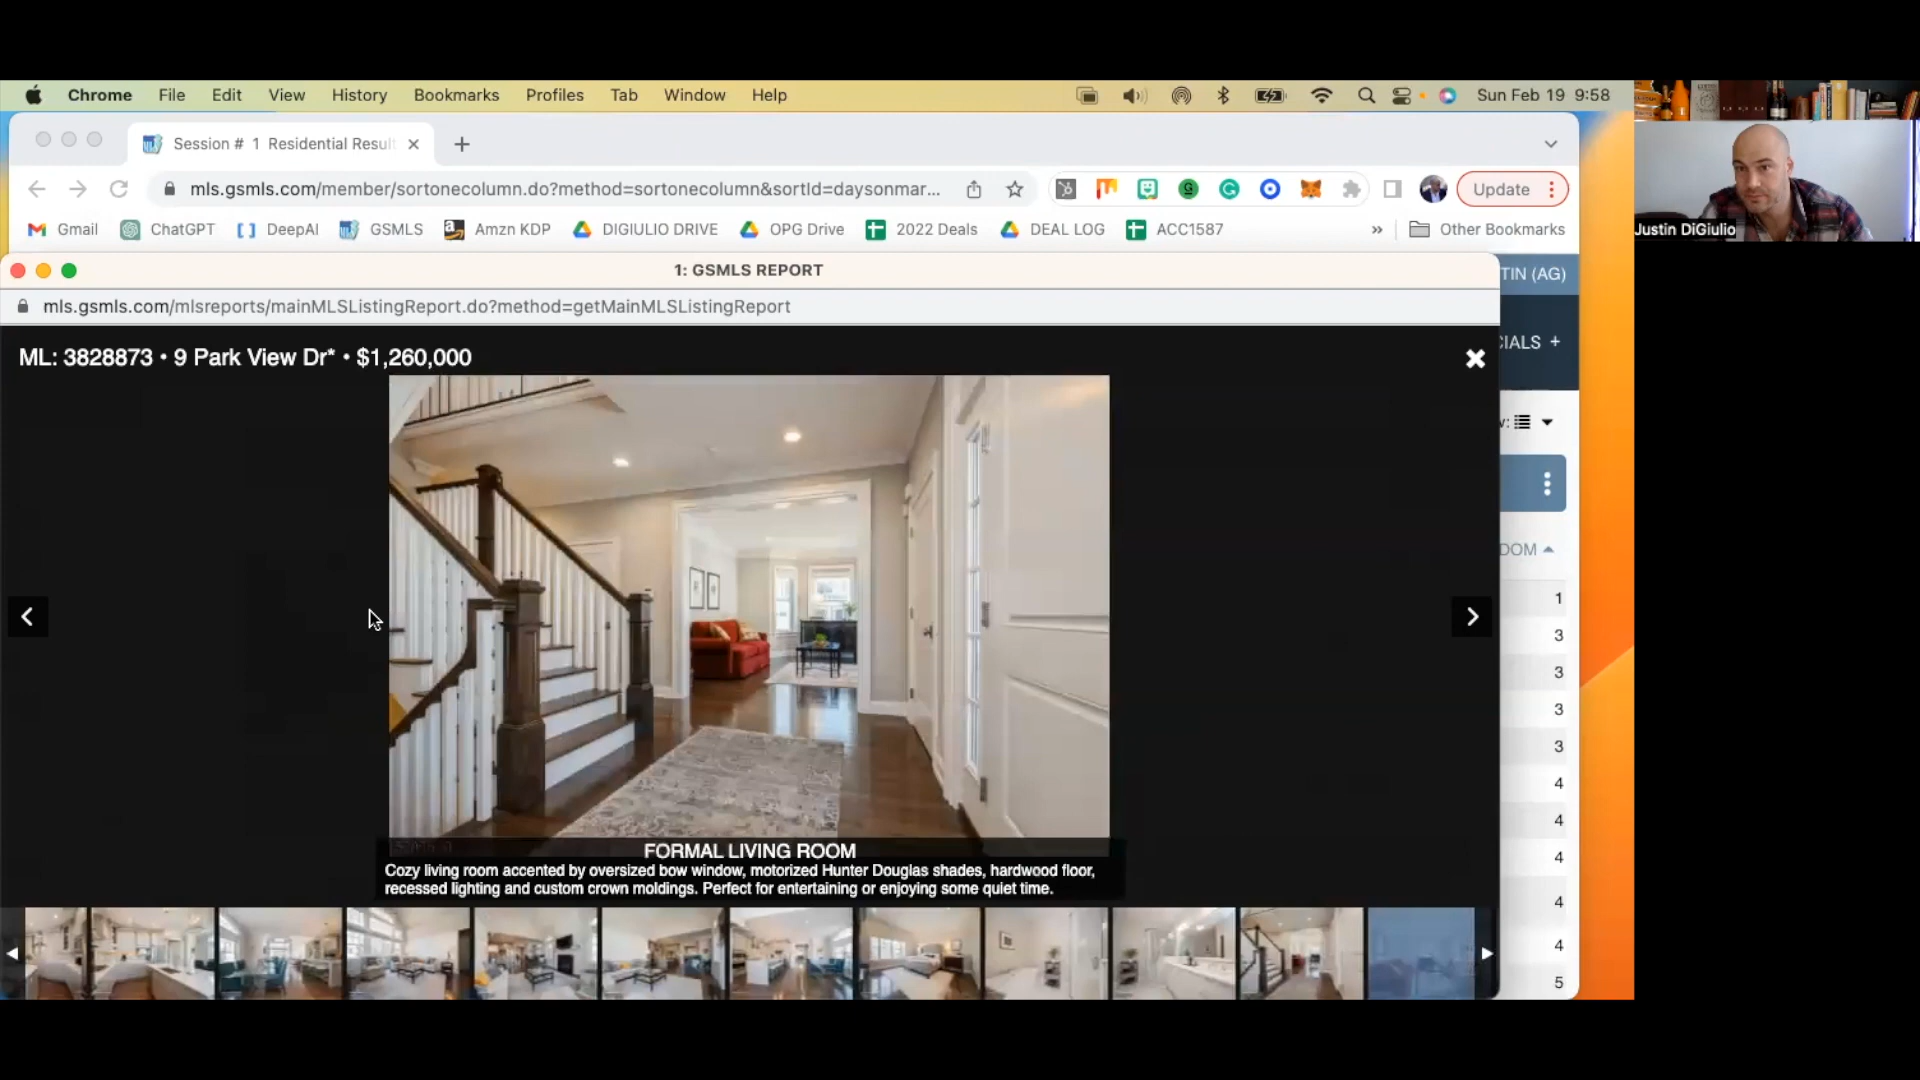 Chrome File Edit View History Bookmarks Profiles Tab Window Help Sun Feb 19 9:58
Session # 1 Residential Result
mls.gsmls.com/member/sortonecolumn.do?method=sortonecolumn&sortId=daysonmar... Update
Gmail ChatGPT DeepAI GSMLS Amzn KDP DIGIULIO DRIVE OPG Drive 2022 Deals DEAL LOG ACC1587 » Other Bookmarks
Justin DiGiulio
1: GSMLS REPORT
TIN (AG)
mls.gsmls.com/mlsreports/mainMLSListingReport.do?method=getMainMLSListingReport
CIALS +
ML: 3828873 • 9 Park View Dr* • $1,260,000
DOM
1
3
3
3
3
4
4
4
4
4
5
FORMAL LIVING ROOM
Cozy living room accented by oversized bow window, motorized Hunter Douglas shades, hardwood floor,
recessed lighting and custom crown moldings. Perfect for entertaining or enjoying some quiet time.